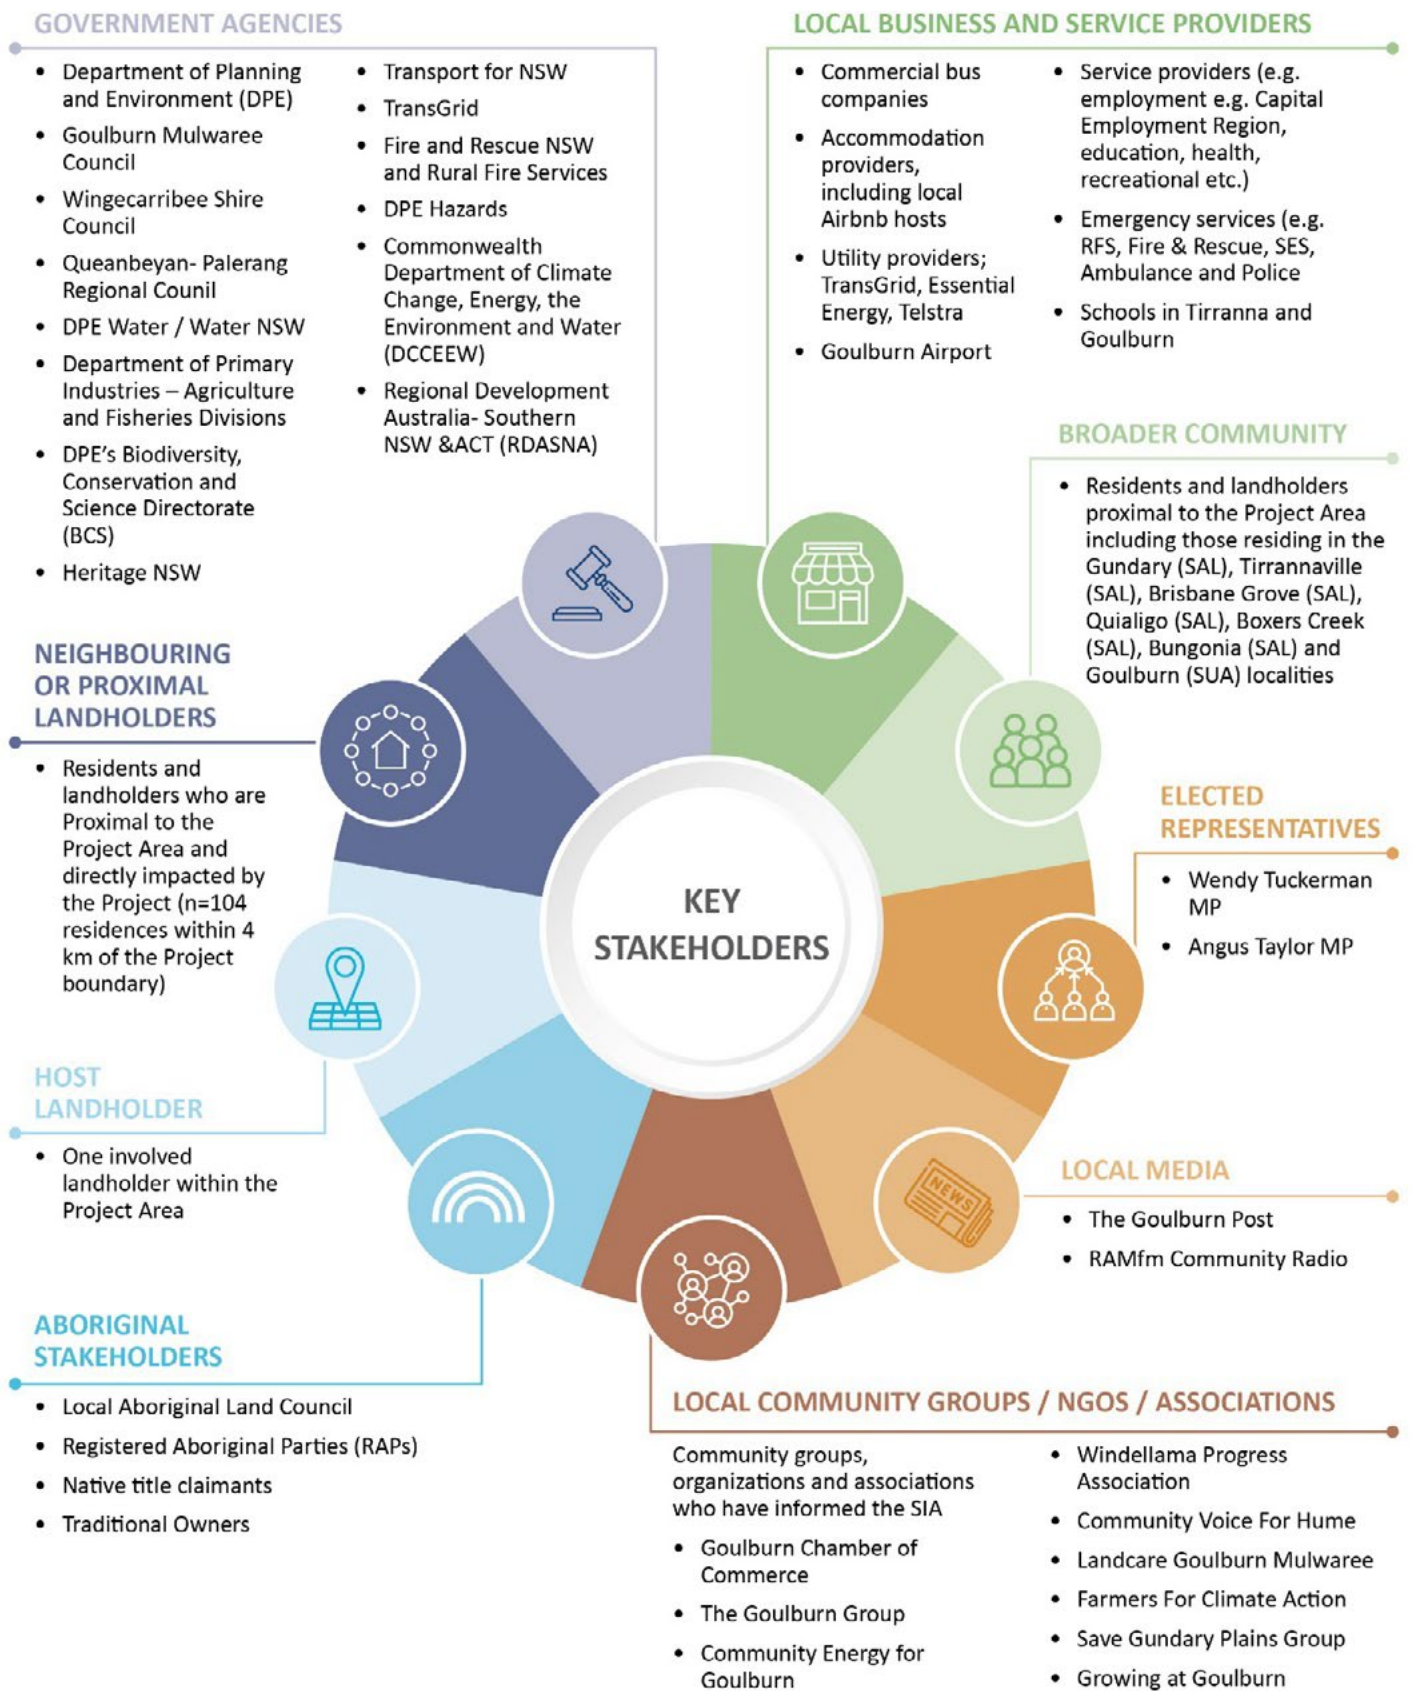 GOVERNMENT AGENCIES
• Department of Planning
and Environment (DPE)
• Goulburn Mulwaree
Council
• Wingecarribee Shire
Council
• Queanbeyan- Palerang
Regional Counil
• DPE Water / Water NSW
• Department of Primary
Industries – Agriculture
and Fisheries Divisions
• DPE's Biodiversity,
Conservation and
Science Directorate
(BCS)
• Heritage NSW
• Transport for NSW
• TransGrid
• Fire and Rescue NSW
and Rural Fire Services
• DPE Hazards
• Commonwealth
Department of Climate
Change, Energy, the
Environment and Water
(DCCEEW)
• Regional Development
Australia- Southern
NSW &ACT (RDASNA)
LOCAL BUSINESS AND SERVICE PROVIDERS
• Commercial bus
companies
• Accommodation
providers,
including local
Airbnb hosts
• Utility providers;
TransGrid, Essential
Energy, Telstra
• Goulburn Airport
• Service providers (e.g.
employment e.g. Capital
Employment Region,
education, health,
recreational etc.)
• Emergency services (e.g.
RFS, Fire & Rescue, SES,
Ambulance and Police
• Schools in Tirranna and
Goulburn
BROADER COMMUNITY
• Residents and landholders
proximal to the Project Area
including those residing in the
Gundary (SAL), Tirrannaville
(SAL), Brisbane Grove (SAL),
Quialigo (SAL), Boxers Creek
(SAL), Bungonia (SAL) and
Goulburn (SUA) localities
NEIGHBOURING
OR PROXIMAL
LANDHOLDERS
• Residents and
landholders who are
Proximal to the
Project Area and
directly impacted by
the Project (n=104
residences within 4
km of the Project
boundary)
KEY
STAKEHOLDERS
ELECTED
REPRESENTATIVES
• Wendy Tuckerman
MP
• Angus Taylor MP
HOST
LANDHOLDER
• One involved
landholder within the
Project Area
LOCAL MEDIA
• The Goulburn Post
• RAMfm Community Radio
NEWS
ABORIGINAL
STAKEHOLDERS
• Local Aboriginal Land Council
• Registered Aboriginal Parties (RAPs)
• Native title claimants
• Traditional Owners
LOCAL COMMUNITY GROUPS / NGOS / ASSOCIATIONS
Community groups,
organizations and associations
who have informed the SIA
• Goulburn Chamber of
Commerce
• The Goulburn Group
• Community Energy for
Goulburn
• Windellama Progress
Association
• Community Voice For Hume
• Landcare Goulburn Mulwaree
• Farmers For Climate Action
• Save Gundary Plains Group
• Growing at Goulburn